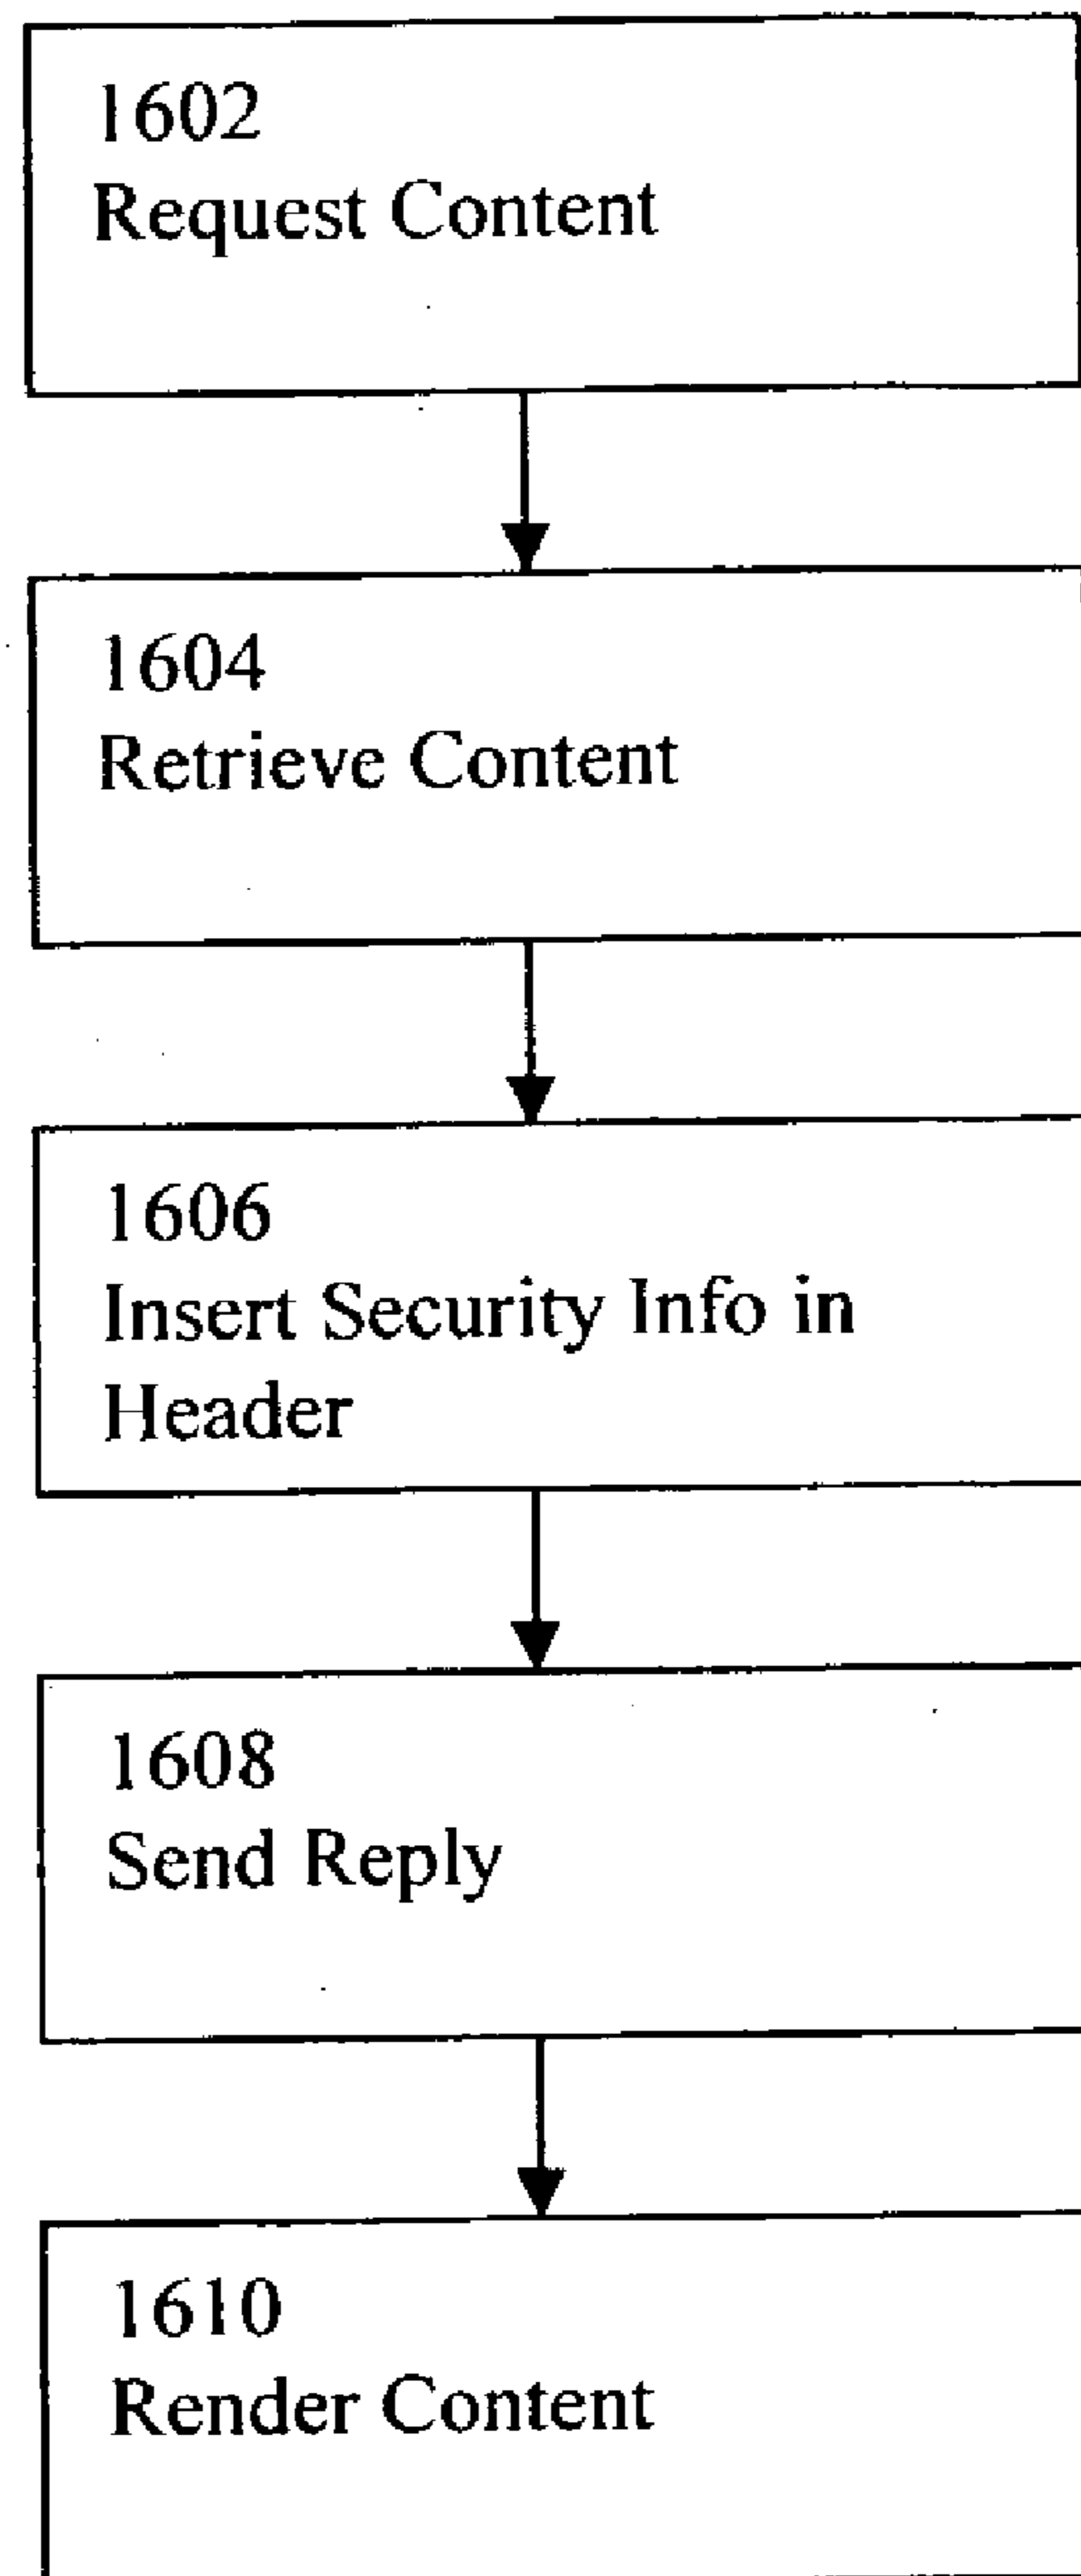 1602
Request Content
1604
Retrieve Content
1606
Insert Security Info in
Header
1608
Send Reply
1610
Render Content